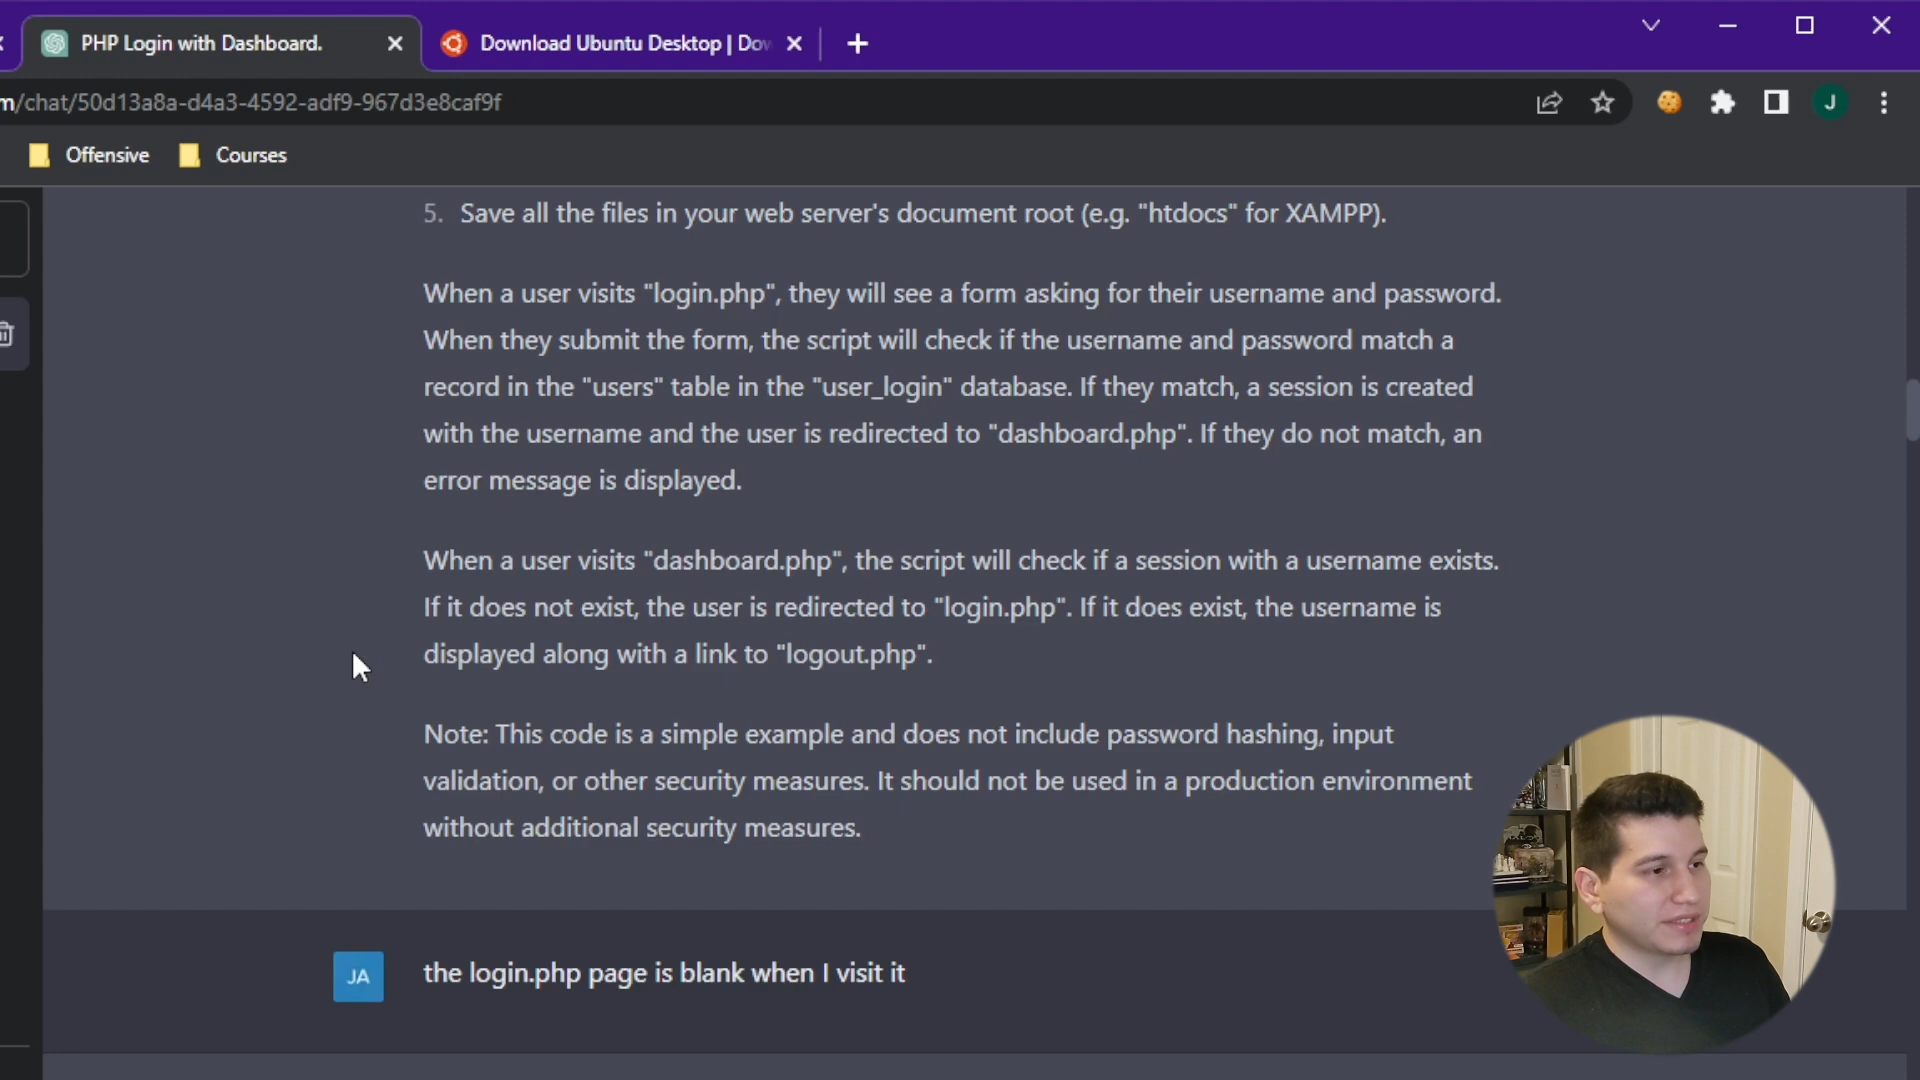 PHP Login with Dashboard.
Download Ubuntu Desktop | Dow
m/chat/50d13a8a-d4a3-4592-adf9-967d3e8caf9f
J
Offensive
Courses
5. Save all the files in your web server's document root (e.g. "htdocs" for XAMPP).
When a user visits "login.php", they will see a form asking for their username and password.
When they submit the form, the script will check if the username and password match a
record in the "users" table in the "user_login" database. If they match, a session is created
with the username and the user is redirected to "dashboard.php". If they do not match, an
error message is displayed.
When a user visits "dashboard.php", the script will check if a session with a username exists.
If it does not exist, the user is redirected to "login.php". If it does exist, the username is
displayed along with a link to "logout.php".
Note: This code is a simple example and does not include password hashing, input
validation, or other security measures. It should not be used in a production environment
without additional security measures.
JA
the login.php page is blank when I visit it